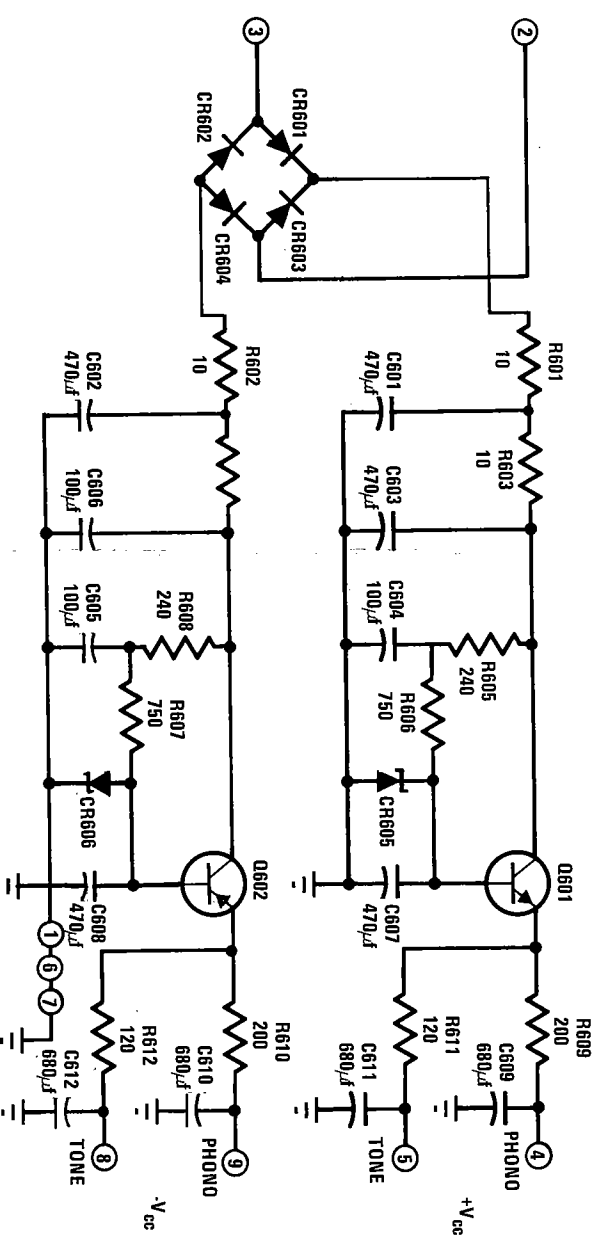 3
2
CR601
CR602
CR603
CR604
R601
10
R603
10
C601
470µf
C603
470µf
C604
100µf
R605
240
R606
750
CR605
C607
470µf
Q601
R609
200
R611
120
C609
680µf
C611
680µf
4
PHONO
5
TONE
+Vcc
R602
10
C602
470µf
C606
100µf
C605
100µf
R608
240
R607
750
CR606
C608
470µf
Q602
1
6
7
R610
200
R612
120
C610
680µf
C612
680µf
9
PHONO
8
TONE
-Vcc